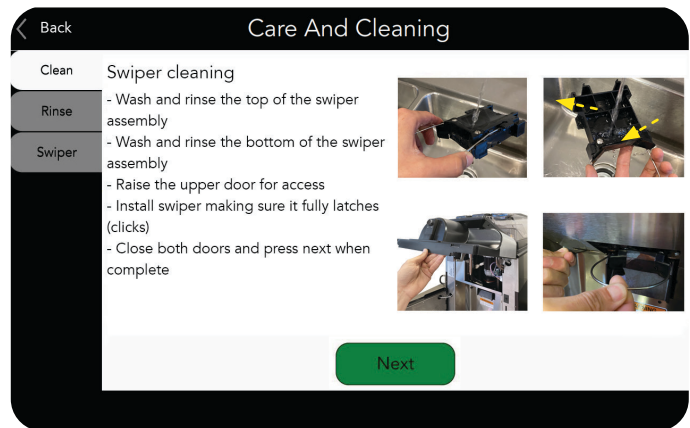 Back
Care And Cleaning
Clean
Rinse
Swiper
Swiper cleaning
- Wash and rinse the top of the swiper
assembly
- Wash and rinse the bottom of the swiper
assembly
- Raise the upper door for access
- Install swiper making sure it fully latches
(clicks)
- Close both doors and press next when
complete
Next